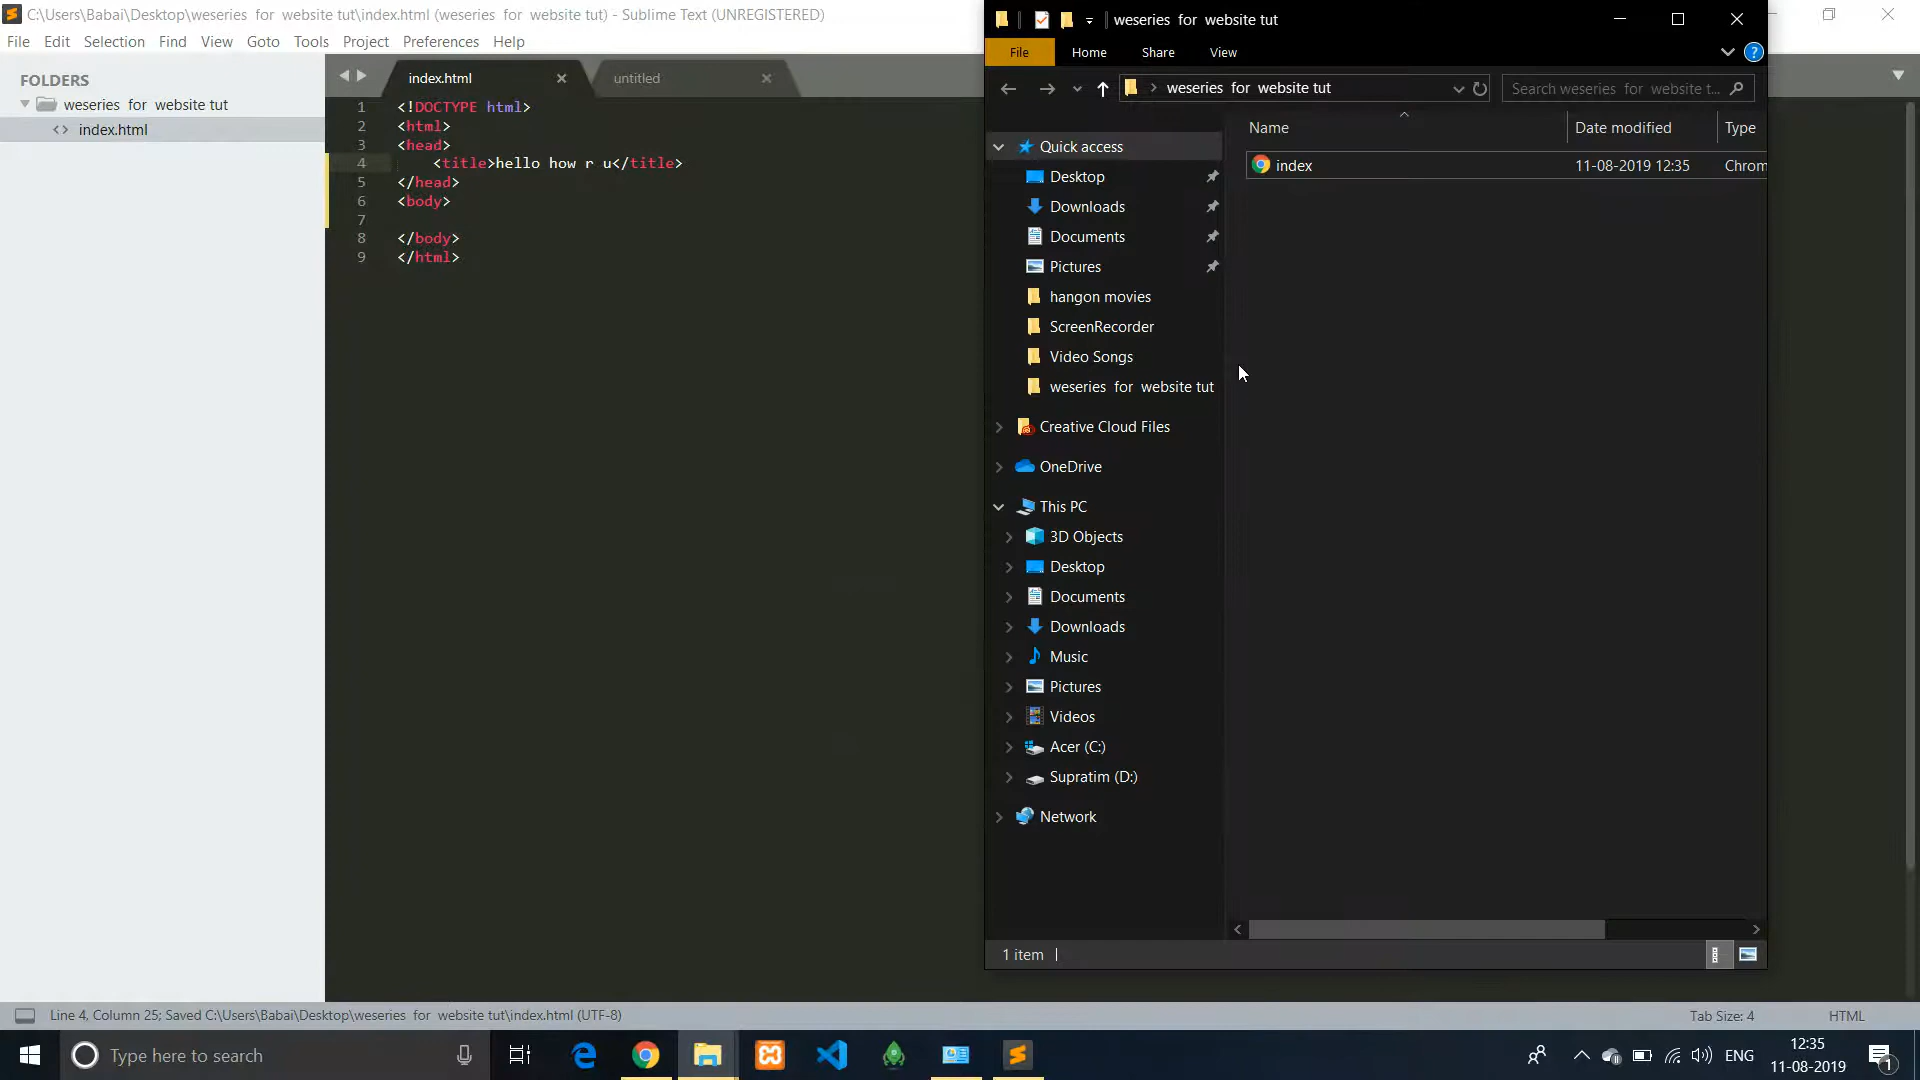 C:\Users\Babai\Desktop\weseries  for  website tut\index.html (weseries  for  website tut) - Sublime Text (UNREGISTERED)
File Edit Selection Find View Goto Tools Project Preferences Help
FOLDERS
weseries  for  website tut
index.html
index.html
untitled
1 <!DOCTYPE html>
2 <html>
3 <head>
4 <title>hello how r u</title>
5 </head>
6 <body>
7
8 </body>
9 </html>
weseries  for  website tut
File Home Share View
weseries  for  website tut
Search weseries  for  website t...
Name Date modified Type
index 11-08-2019 12:35 Chrom
Quick access
Desktop
Downloads
Documents
Pictures
hangon movies
ScreenRecorder
Video Songs
weseries  for  website tut
Creative Cloud Files
OneDrive
This PC
3D Objects
Desktop
Documents
Downloads
Music
Pictures
Videos
Acer (C:)
Supratim (D:)
Network
1 item
Line 4, Column 25; Saved C:\Users\Babai\Desktop\weseries  for  website tut\index.html (UTF-8)
Tab Size: 4
HTML
Type here to search
ENG
12:35
11-08-2019
1